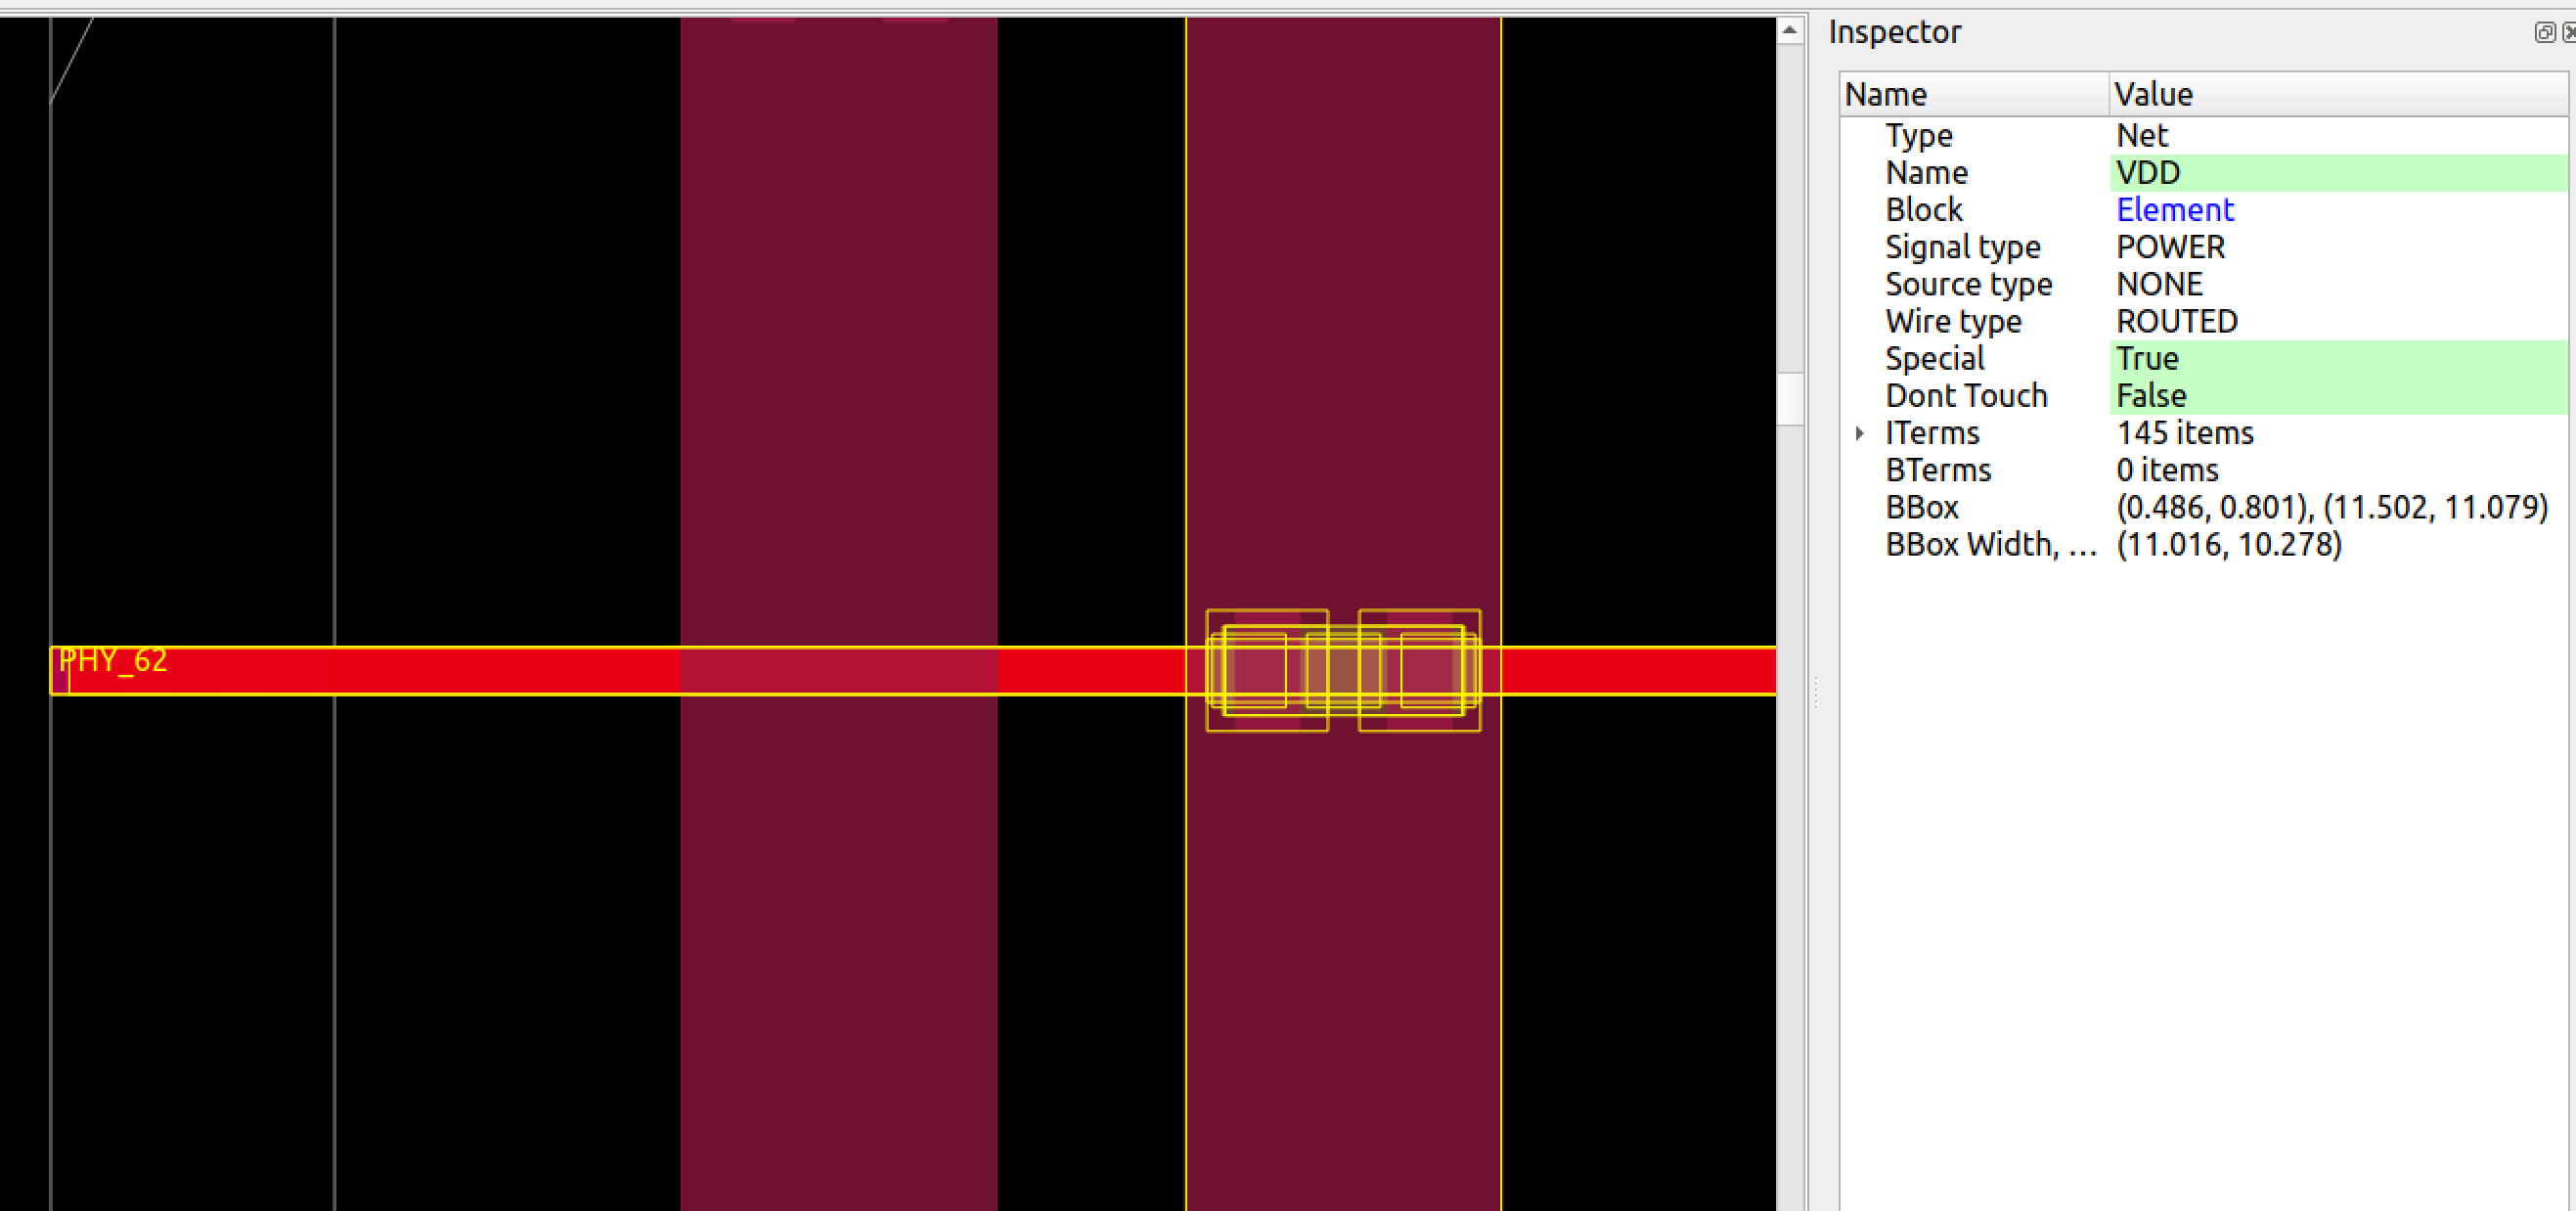 Inspector
Name Value
Type Net
Name VDD
Block Element
Signal type POWER
Source type NONE
Wire type ROUTED
Special True
Dont Touch False
ITerms 145 items
BTerms 0 items
BBox (0.486, 0.801), (11.502, 11.079)
BBox Width, ... (11.016, 10.278)
PHY_62